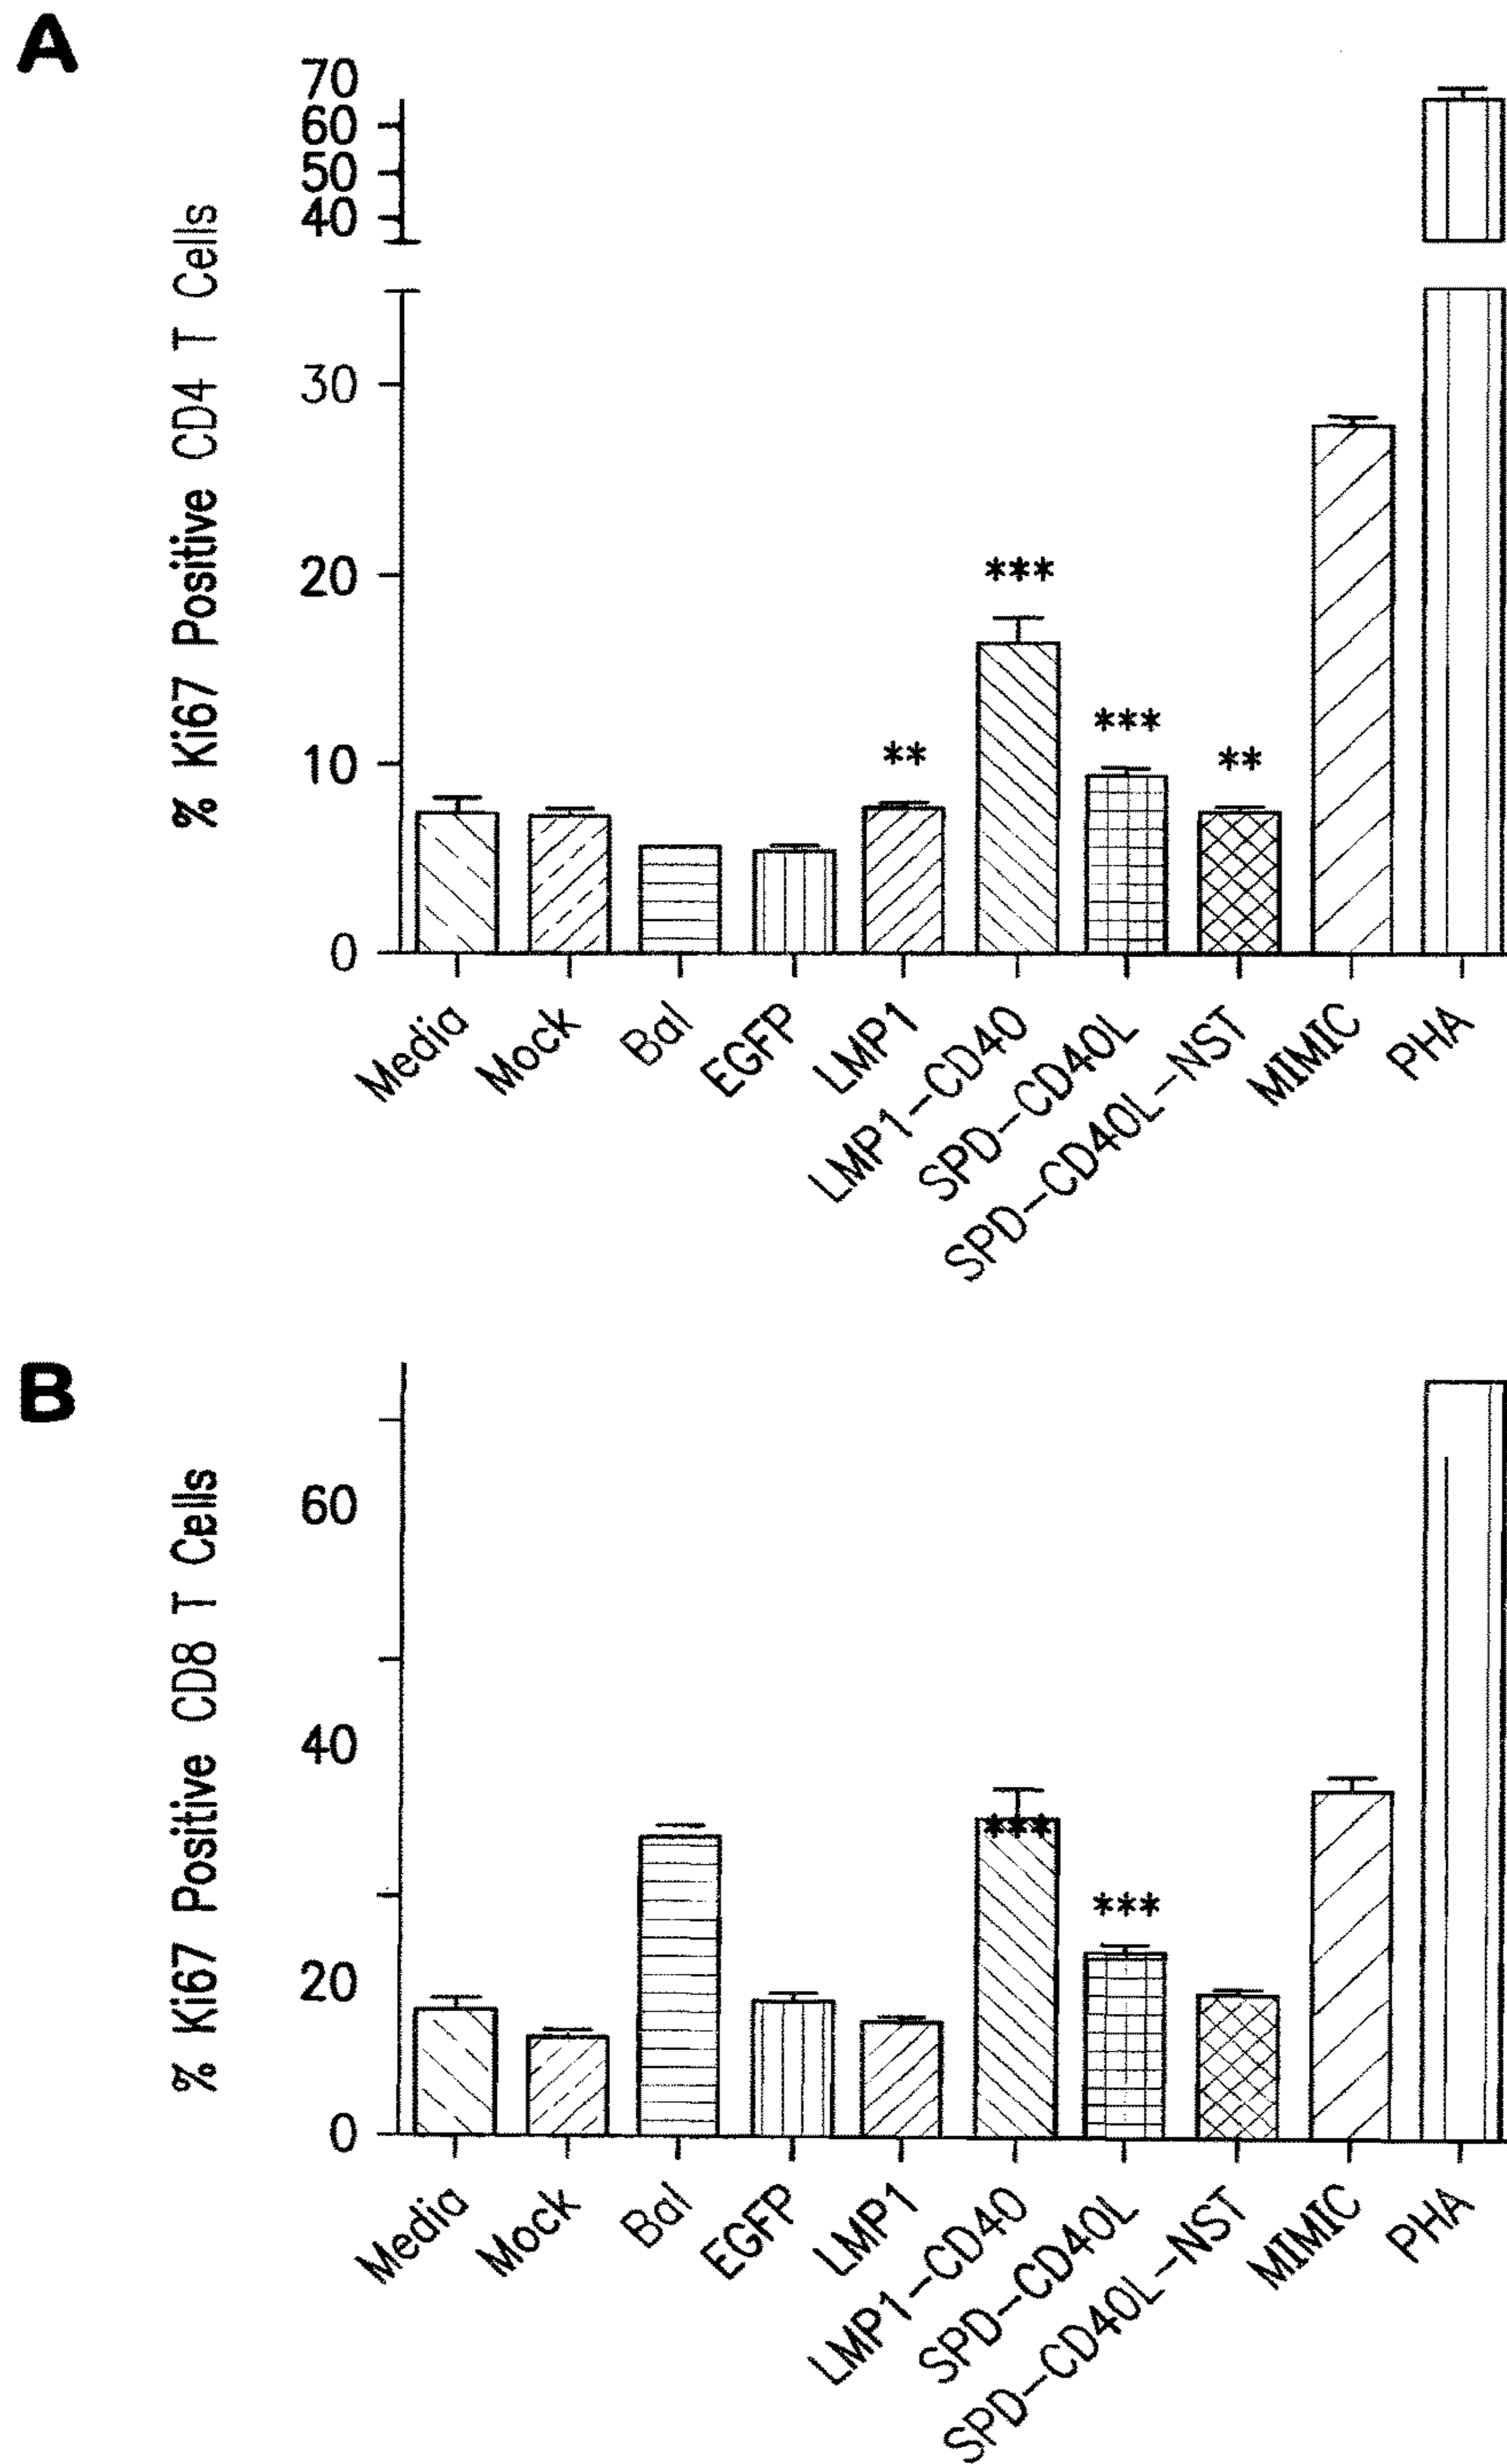 A
% Ki67 Positive CD4 T Cells
70
60
50
40
30
20
10
0
**
***
***
**
Media
Mock
Bal
EGFP
LMP1
LMP1-CD40
SPD-CD40L
SPD-CD40L-NST
MIMIC
PHA
B
% Ki67 Positive CD8 T Cells
60
40
20
0
***
***
Media
Mock
Bal
EGFP
LMP1
LMP1-CD40
SPD-CD40L
SPD-CD40L-NST
MIMIC
PHA